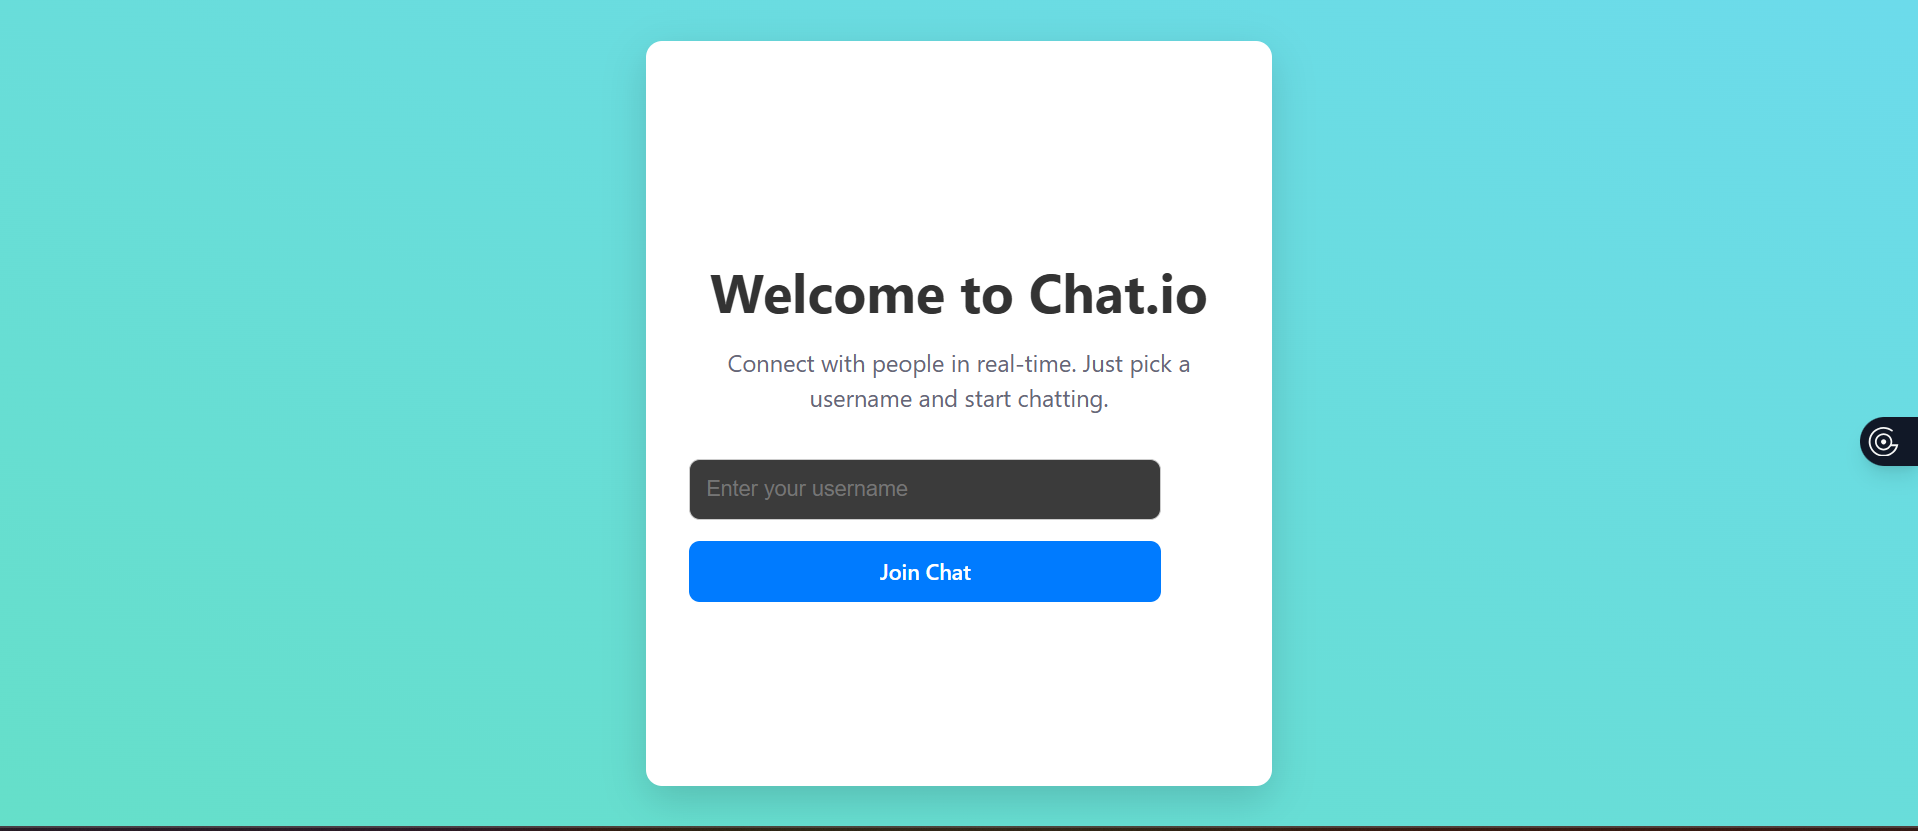 Welcome to Chat.io
Connect with people in real-time. Just pick a
username and start chatting.
Enter your username
Join Chat